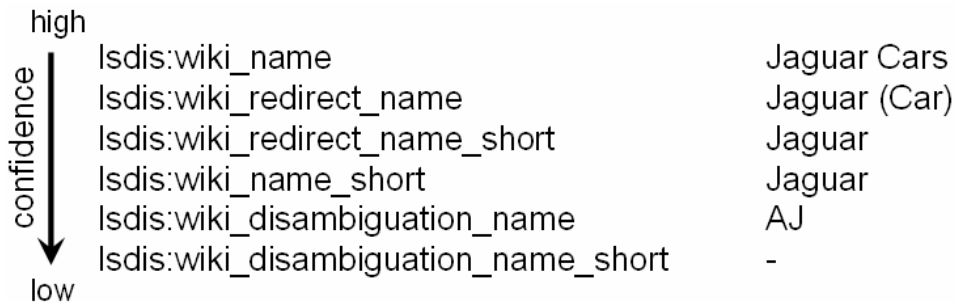 high
confidence
lsdis:wiki_name Jaguar Cars
lsdis:wiki_redirect_name Jaguar (Car)
lsdis:wiki_redirect_name_short Jaguar
lsdis:wiki_name_short Jaguar
lsdis:wiki_disambiguation_name AJ
lsdis:wiki_disambiguation_name_short -
low